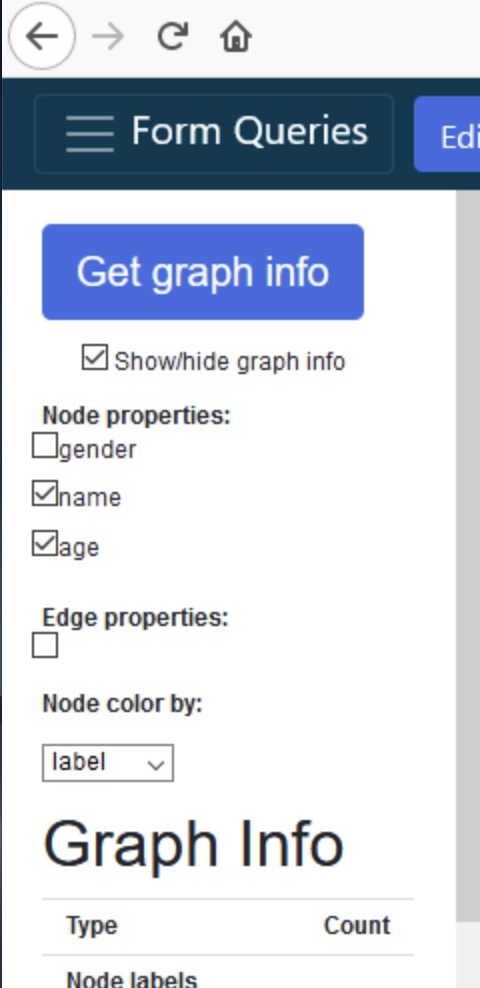 Form Queries
Edi
Get graph info
Show/hide graph info
Node properties:
gender
name
age
Edge properties:
Node color by:
label
Graph Info
Type Count
Node labels